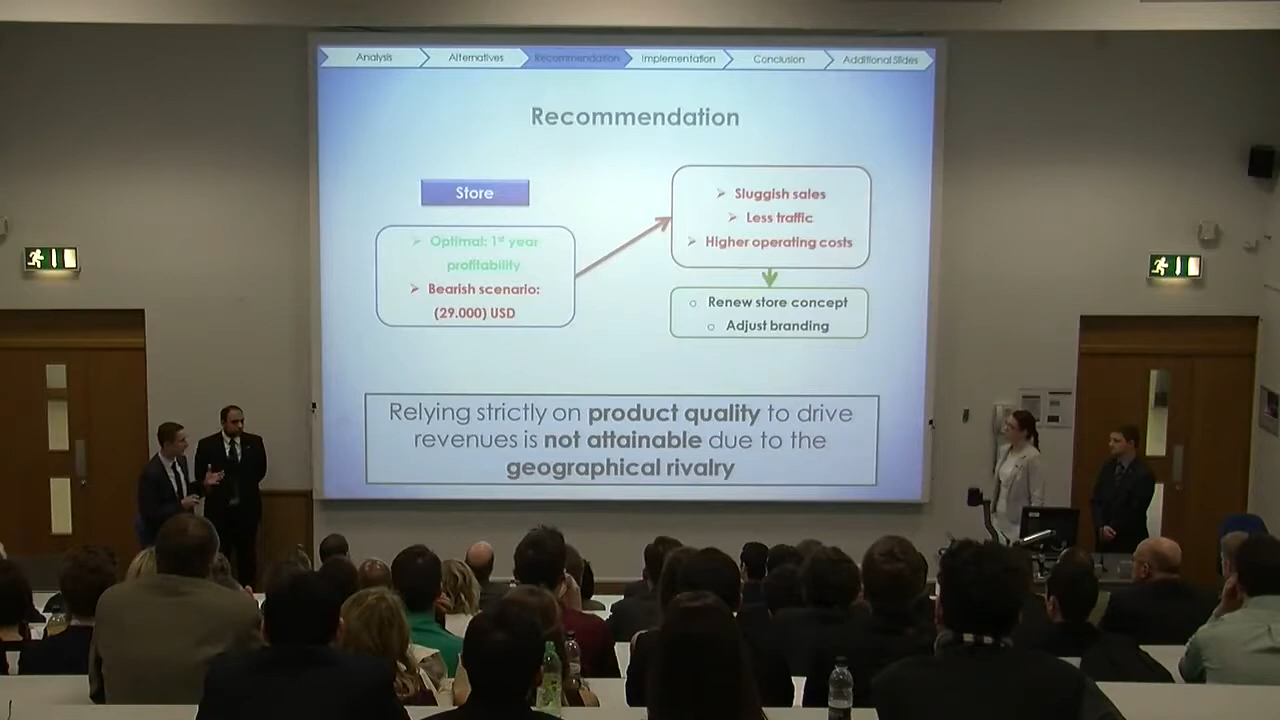 Analysis
Alternatives
Recommendation
Implementation
Conclusion
Additional Slides
Recommendation
Store
➢ Optimal: 1st year
profitability
➢ Bearish scenario:
(29.000) USD
➢ Sluggish sales
➢ Less traffic
➢ Higher operating costs
○ Renew store concept
○ Adjust branding
Relying strictly on product quality to drive
revenues is not attainable due to the
geographical rivalry